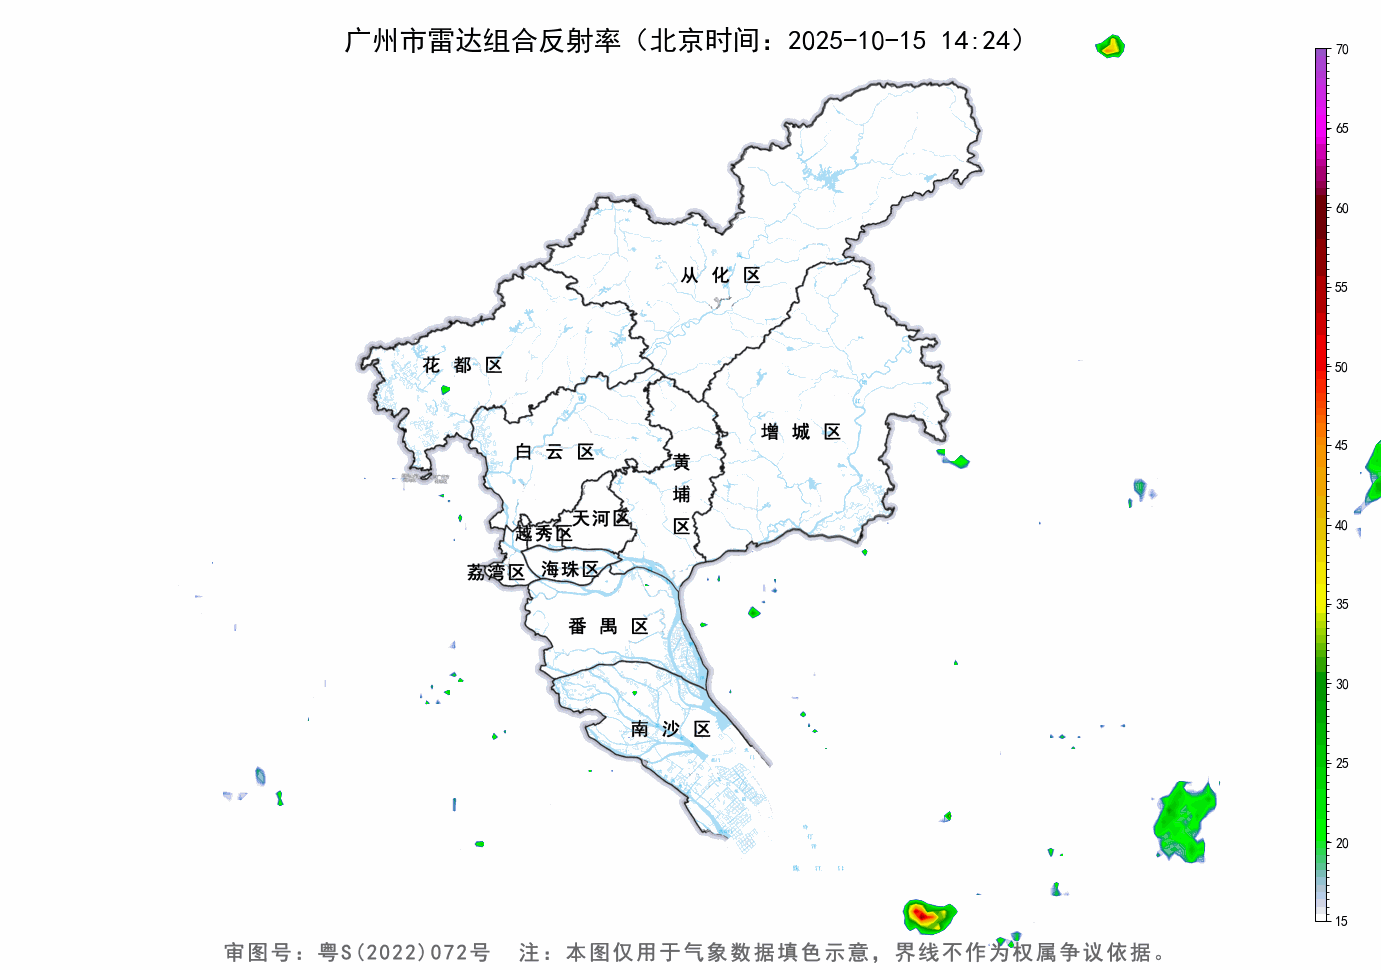 广州市雷达组合反射率（北京时间：2025-10-15 14:24）
70
65
60
55
50
45
40
35
30
25
20
15
从化区
花都区
增城区
白云区
黄埔区
天河区
越秀区
荔湾区
海珠区
番禺区
南沙区
审图号：粤S(2022)072号 注：本图仅用于气象数据填色示意，界线不作为权属争议依据。